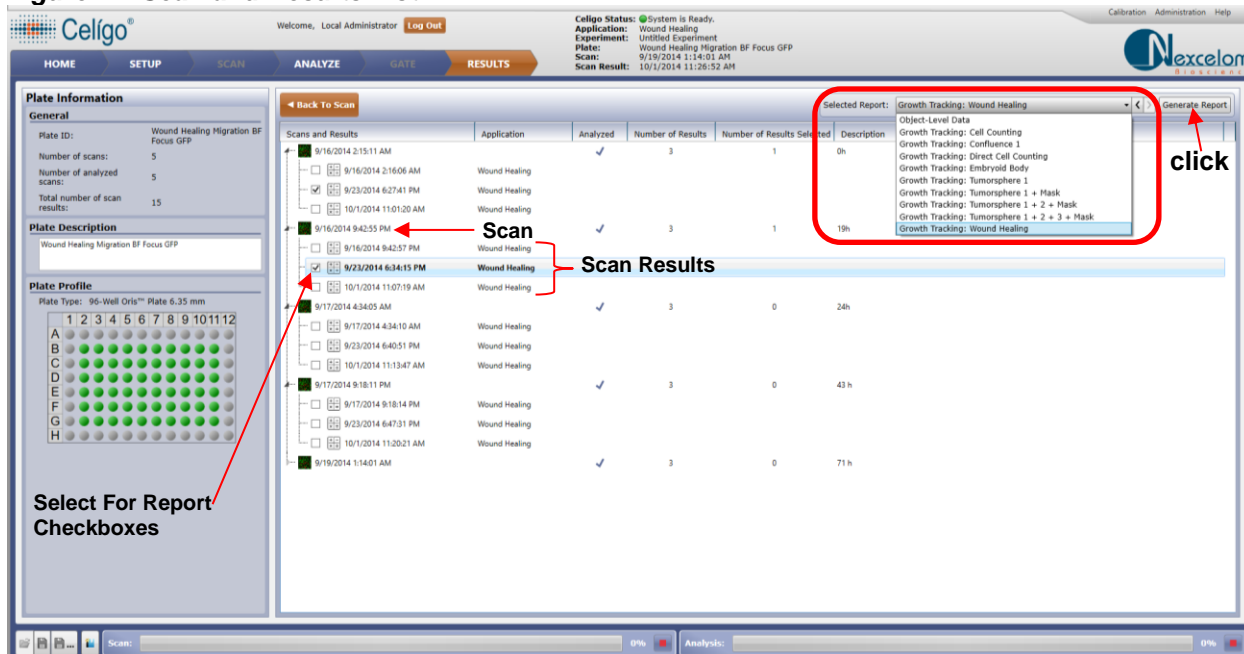 Celígo®
Welcome, Local Administrator Log Out
Celigo Status: System is Ready.
Application: Wound Healing
Experiment: Untitled Experiment
Plate: Wound Healing Migration BF Focus GFP
Scan: 9/19/2014 1:14:01 AM
Scan Result: 10/1/2014 11:26:52 AM
Calibration Administration Help
Nexcelom
Bioscience
HOME SETUP SCAN ANALYZE GATE RESULTS
Plate Information
General
Plate ID: Wound Healing Migration BF Focus GFP
Number of scans: 5
Number of analyzed scans: 5
Total number of scan results: 15
Plate Description
Wound Healing Migration BF Focus GFP
Plate Profile
Plate Type: 96-Well Oris™ Plate 6.35 mm
1 2 3 4 5 6 7 8 9 10 11 12
A
B
C
D
E
F
G
H
Select For Report
Checkboxes
Back To Scan
Selected Report: Growth Tracking: Wound Healing
Generate Report
click
Object-Level Data
Growth Tracking: Cell Counting
Growth Tracking: Confluence 1
Growth Tracking: Direct Cell Counting
Growth Tracking: Embryoid Body
Growth Tracking: Tumorsphere 1
Growth Tracking: Tumorsphere 1 + Mask
Growth Tracking: Tumorsphere 1 + 2 + Mask
Growth Tracking: Tumorsphere 1 + 2 + 3 + Mask
Growth Tracking: Wound Healing
Scans and Results Application Analyzed Number of Results Number of Results Selected Description
9/16/2014 2:15:11 AM 3 1 0h
9/16/2014 2:16:06 AM Wound Healing
9/23/2014 6:27:41 PM Wound Healing
10/1/2014 11:01:20 AM Wound Healing
9/16/2014 9:42:55 PM Scan 3 1 19h
9/16/2014 9:42:57 PM Wound Healing
9/23/2014 6:34:15 PM Wound Healing
Scan Results
10/1/2014 11:07:19 AM Wound Healing
9/17/2014 4:34:05 AM 3 0 24h
9/17/2014 4:34:10 AM Wound Healing
9/23/2014 6:40:51 PM Wound Healing
10/1/2014 11:13:47 AM Wound Healing
9/17/2014 9:18:11 PM 3 0 43 h
9/17/2014 9:18:14 PM Wound Healing
9/23/2014 6:47:31 PM Wound Healing
10/1/2014 11:20:21 AM Wound Healing
9/19/2014 1:14:01 AM 3 0 71 h
Scan: 0% Analysis: 0%